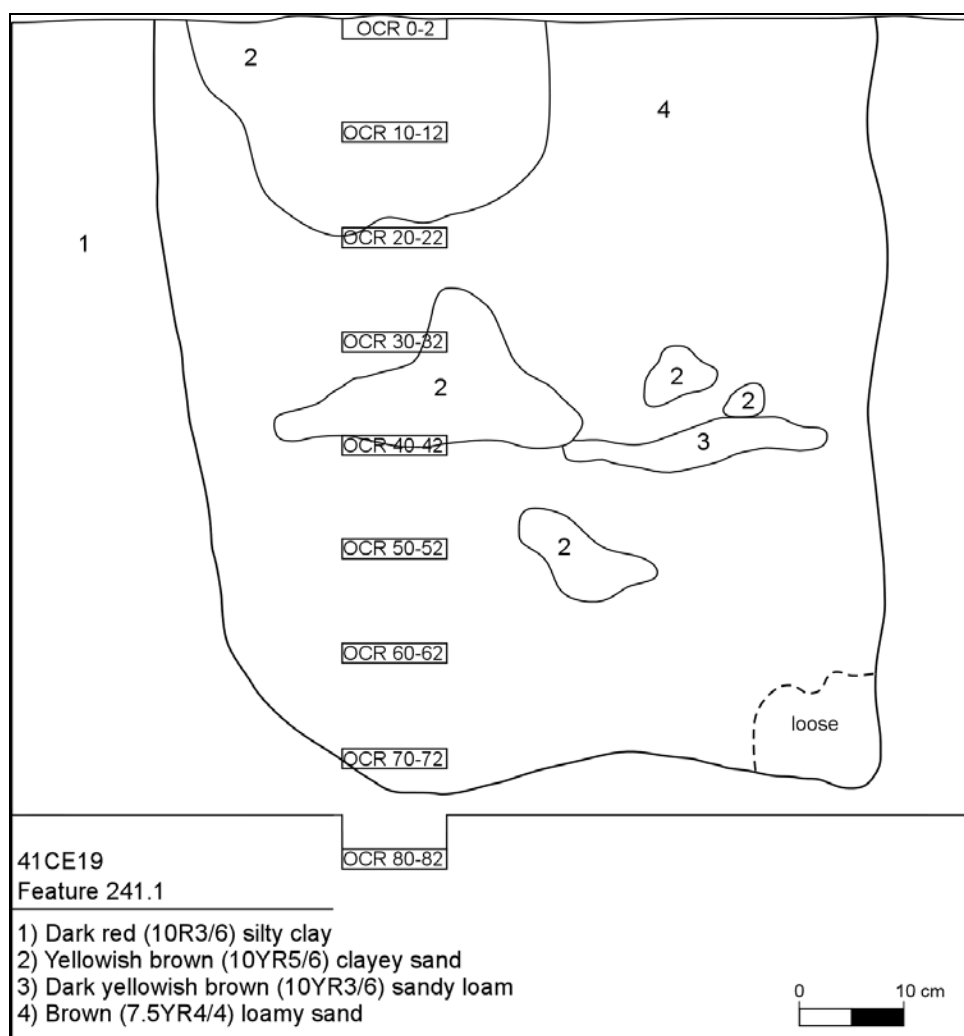 OCR 0-2
2
OCR 10-12
4
1
OCR 20-22
OCR 30-32
2
2
2
OCR 40-42
3
OCR 50-52
2
OCR 60-62
loose
OCR 70-72
OCR 80-82
41CE19
Feature 241.1
1) Dark red (10R3/6) silty clay
2) Yellowish brown (10YR5/6) clayey sand
3) Dark yellowish brown (10YR3/6) sandy loam
4) Brown (7.5YR4/4) loamy sand
0 10 cm